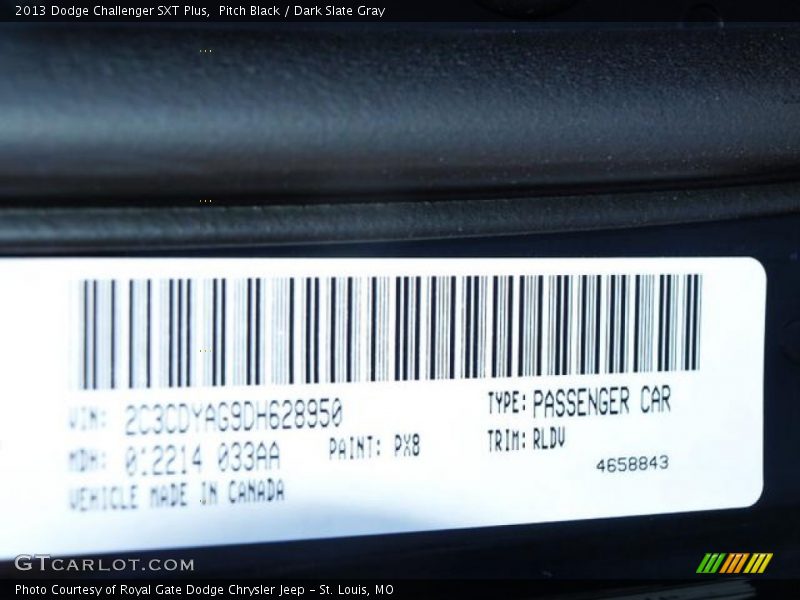 2013 Dodge Challenger SXT Plus,  Pitch Black / Dark Slate Gray
VIN: 2C3CDYAG9DH628950
TYPE: PASSENGER CAR
MDH: 012214 033AA
PAINT: PX8
TRIM: RLDV
4658843
VEHICLE MADE IN CANADA
GTCARLOT.COM
Photo Courtesy of Royal Gate Dodge Chrysler Jeep - St. Louis, MO